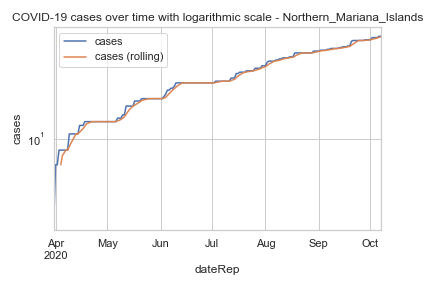 COVID-19 cases over time with logarithmic scale - Northern_Mariana_Islands
cases
cases (rolling)
cases
10¹
Apr May Jun Jul Aug Sep Oct
2020
dateRep